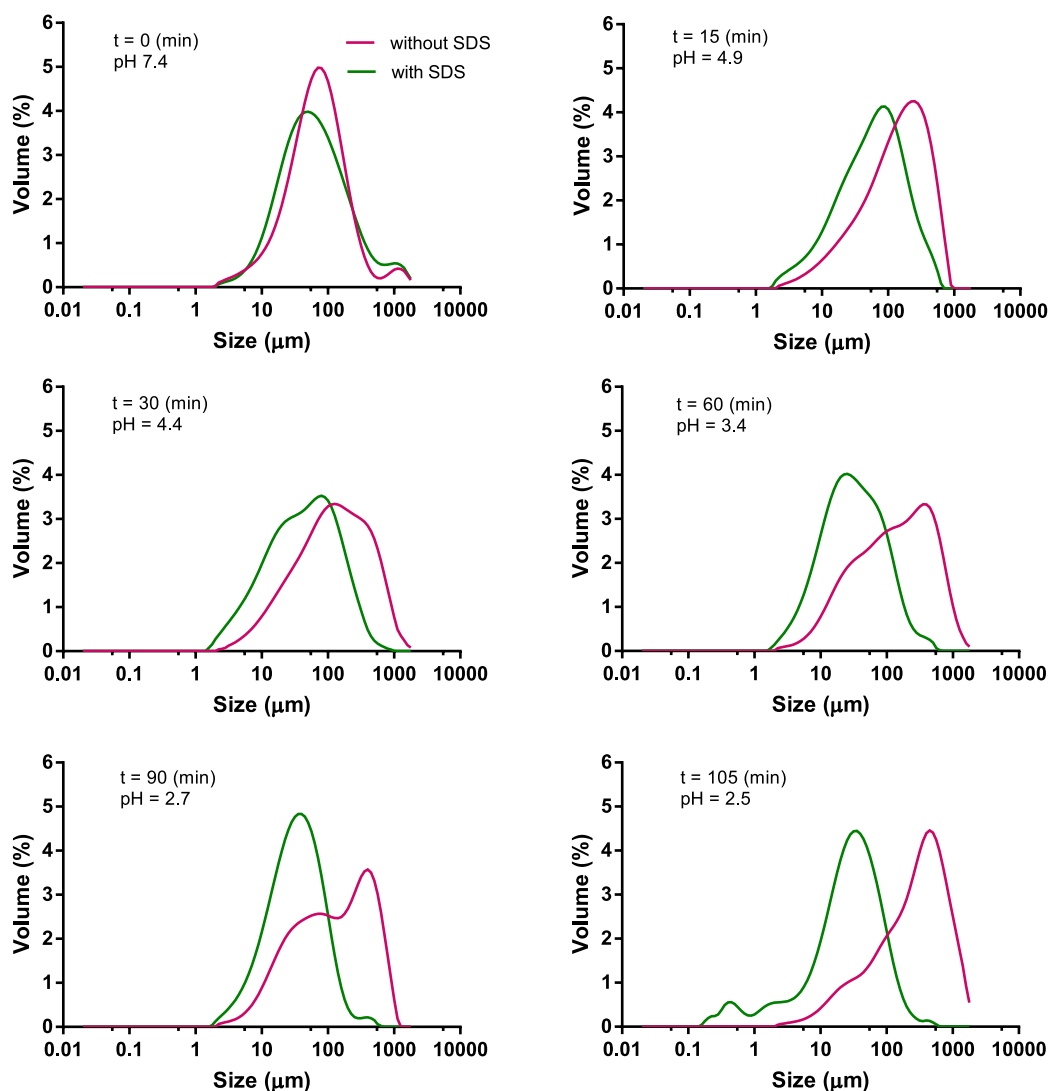 t = 0 (min)
pH 7.4
without SDS
with SDS
Volume (%)
6
5
4
3
2
1
0
0.01 0.1 1 10 100 1000 10000
Size (μm)
t = 15 (min)
pH = 4.9
Volume (%)
6
5
4
3
2
1
0
0.01 0.1 1 10 100 1000 10000
Size (μm)
t = 30 (min)
pH = 4.4
Volume (%)
6
5
4
3
2
1
0
0.01 0.1 1 10 100 1000 10000
Size (μm)
t = 60 (min)
pH = 3.4
Volume (%)
6
5
4
3
2
1
0
0.01 0.1 1 10 100 1000 10000
Size (μm)
t = 90 (min)
pH = 2.7
Volume (%)
6
5
4
3
2
1
0
0.01 0.1 1 10 100 1000 10000
Size (μm)
t = 105 (min)
pH = 2.5
Volume (%)
6
5
4
3
2
1
0
0.01 0.1 1 10 100 1000 10000
Size (μm)